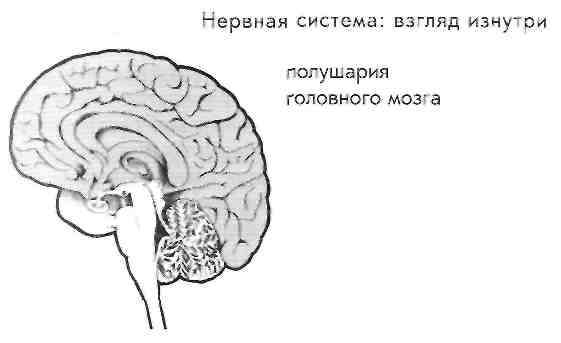 Нервная система: взгляд изнутри
полушария
головного мозга